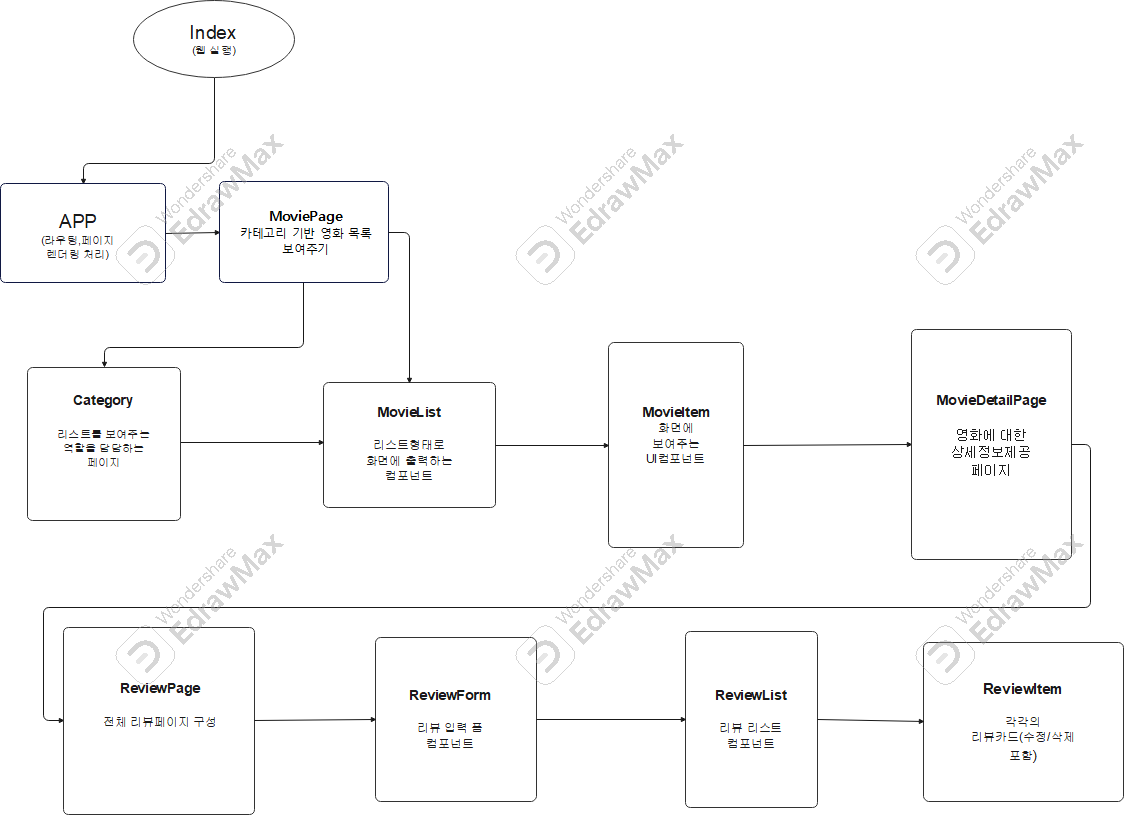 Index
(웹 실행)
Wondershare
EdrawMax
Wondershare
EdrawMax
Wondershare
EdrawMax
APP
(라우팅,페이지
렌더링 처리)
MoviePage
카테고리 기반 영화 목록
보여주기
Category
리스트를 보여주는
역할을 담당하는
페이지
MovieList
리스트형태로
화면에 출력하는
컴포넌트
MovieItem
화면에
보여주는
UI컴포넌트
MovieDetailPage
영화에 대한
상세정보제공
페이지
Wondershare
EdrawMax
Wondershare
EdrawMax
Wondershare
EdrawMax
ReviewPage
전체 리뷰페이지 구성
ReviewForm
리뷰 입력 폼
컴포넌트
ReviewList
리뷰 리스트
컴포넌트
ReviewItem
각각의
리뷰카드(수정/삭제
포함)